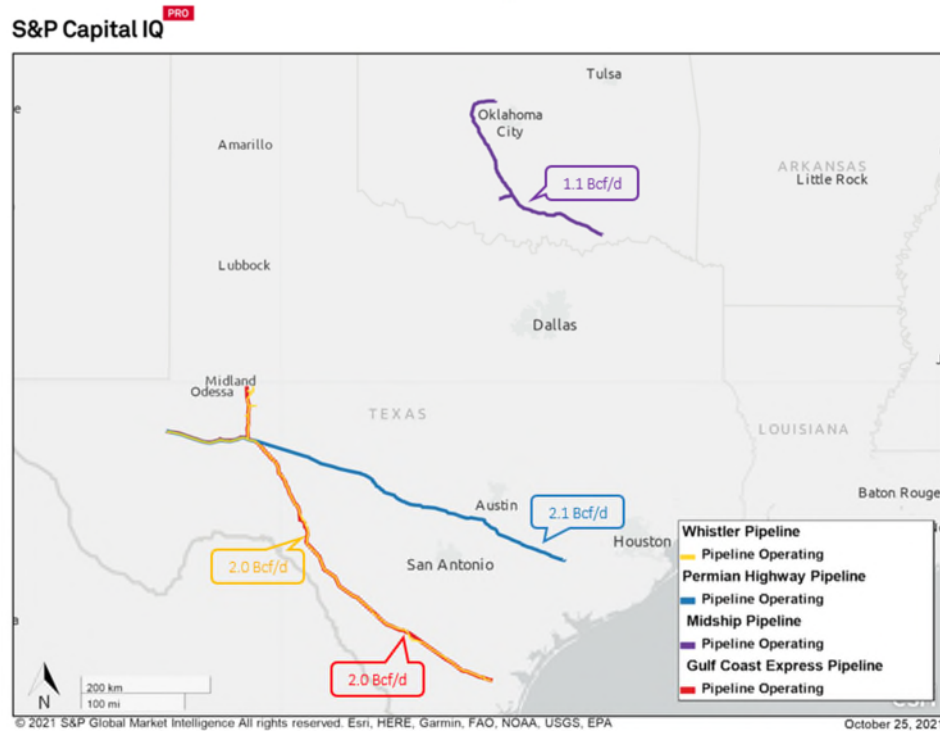 S&P Capital IQ PRO
Tulsa
Oklahoma
City
Amarillo
ARKANSAS
Little Rock
1.1 Bcf/d
Lubbock
Dallas
Midland
Odessa
TEXAS
LOUISIANA
Baton Rouge
Austin
2.1 Bcf/d
Houston
2.0 Bcf/d
San Antonio
2.0 Bcf/d
Whistler Pipeline
Pipeline Operating
Permian Highway Pipeline
Pipeline Operating
Midship Pipeline
Pipeline Operating
Gulf Coast Express Pipeline
Pipeline Operating
N
200 km
100 mi
© 2021 S&P Global Market Intelligence All rights reserved. Esri, HERE, Garmin, FAO, NOAA, USGS, EPA
October 25, 2021